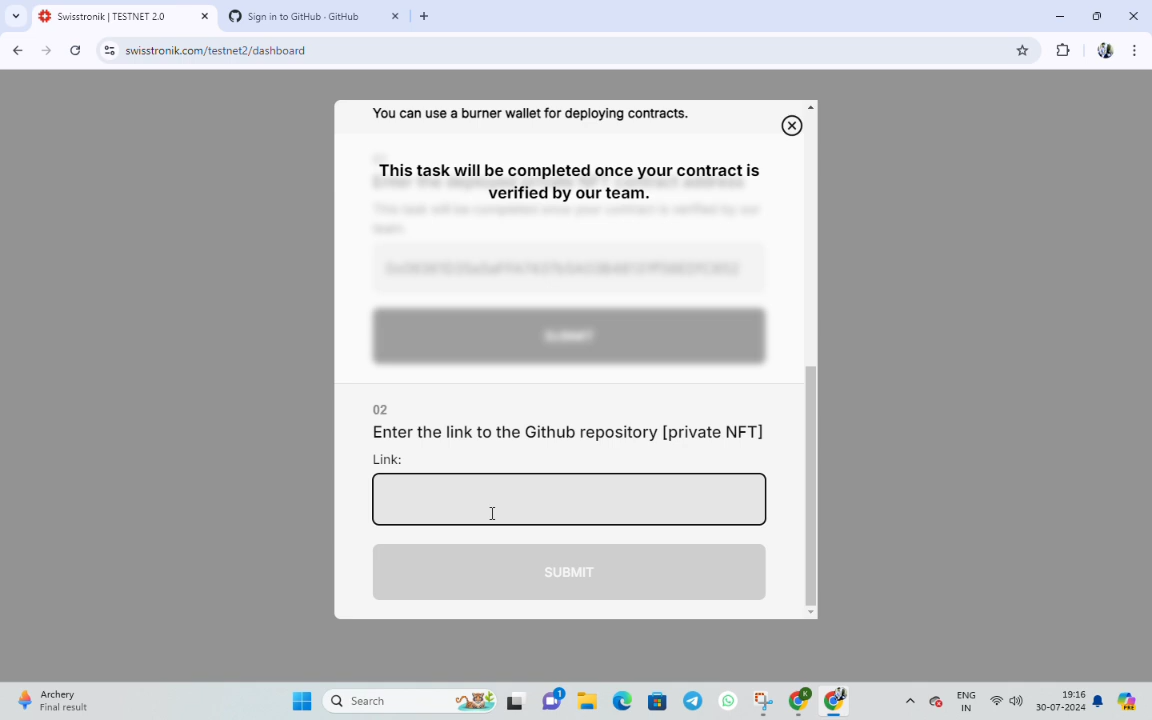 Swisstronik | TESTNET 2.0
Sign in to GitHub · GitHub
swisstronik.com/testnet2/dashboard
You can use a burner wallet for deploying contracts.
This task will be completed once your contract is
verified by our team.
SUBMIT
02
Enter the link to the Github repository [private NFT]
Link:
SUBMIT
Archery
Final result
Search
1
K
ENG
IN
19:16
30-07-2024
PRE